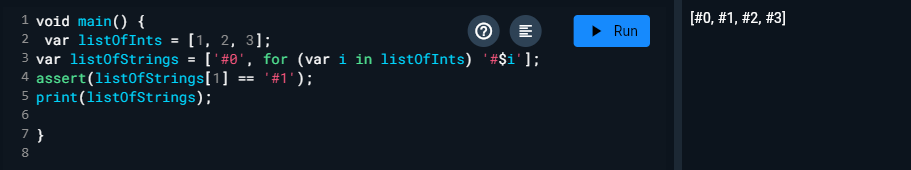 1 void main() {
2  var listOfInts = [1, 2, 3];
3 var listOfStrings = ['#0', for (var i in listOfInts) '#$i'];
4 assert(listOfStrings[1] == '#1');
5 print(listOfStrings);
6
7 }
8
? Run
[#0, #1, #2, #3]